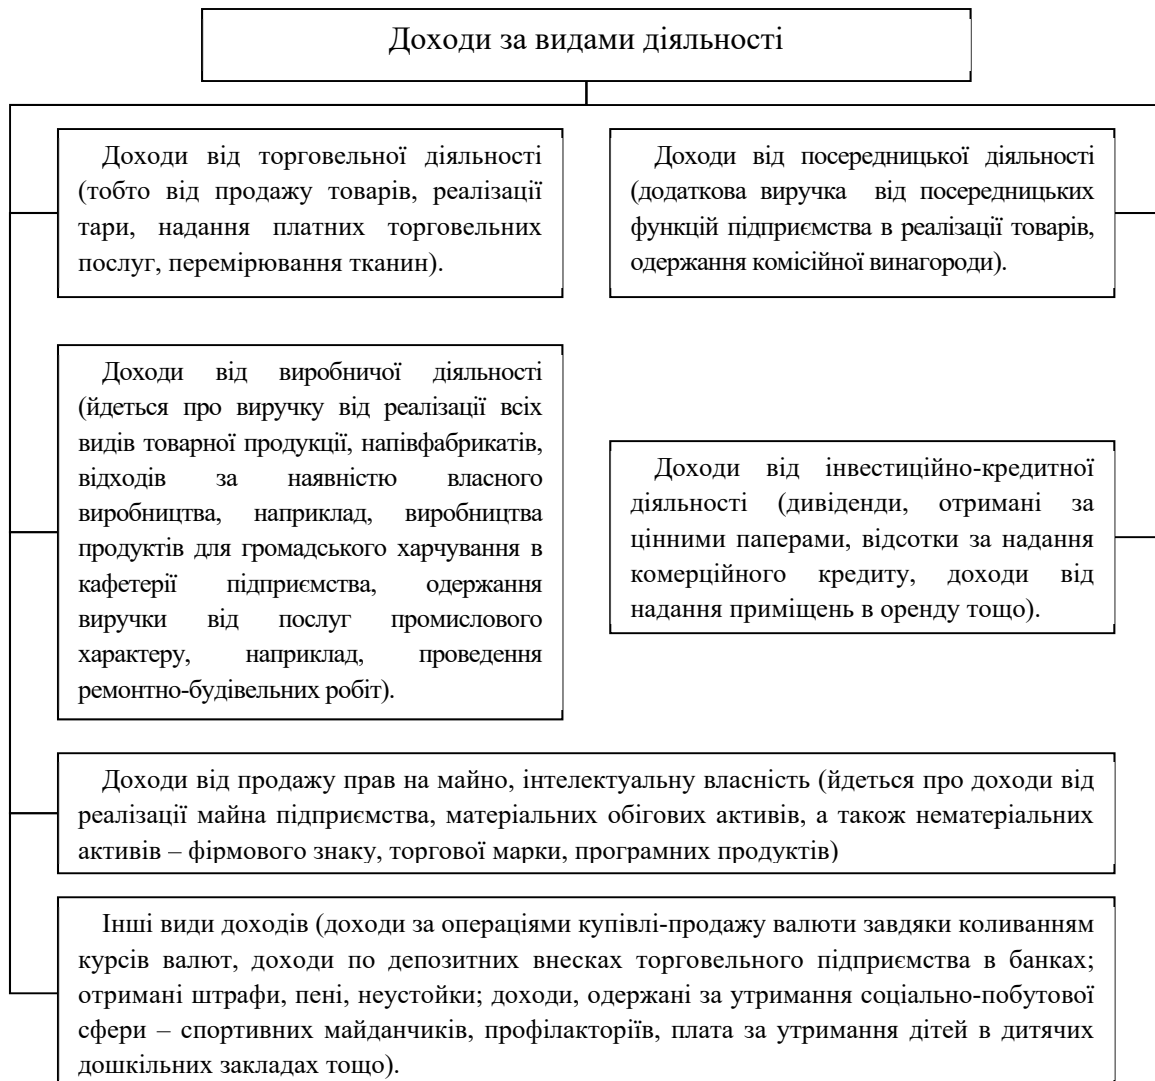 Доходи за видами діяльності
Доходи від торговельної діяльності
(тобто від продажу товарів, реалізації
тари, надання платних торговельних
послуг, перемірювання тканин).
Доходи від посередницької діяльності
(додаткова виручка від посередницьких
функцій підприємства в реалізації товарів,
одержання комісійної винагороди).
Доходи від виробничої діяльності
(йдеться про виручку від реалізації всіх
видів товарної продукції, напівфабрикатів,
відходів за наявністю власного
виробництва, наприклад, виробництва
продуктів для громадського харчування в
кафетерії підприємства, одержання
виручки від послуг промислового
характеру, наприклад, проведення
ремонтно-будівельних робіт).
Доходи від інвестиційно-кредитної
діяльності (дивіденди, отримані за
цінними паперами, відсотки за надання
комерційного кредиту, доходи від
надання приміщень в оренду тощо).
Доходи від продажу прав на майно, інтелектуальну власність (йдеться про доходи від
реалізації майна підприємства, матеріальних обігових активів, а також нематеріальних
активів – фірмового знаку, торгової марки, програмних продуктів)
Інші види доходів (доходи за операціями купівлі-продажу валюти завдяки коливанням
курсів валют, доходи по депозитних внесках торговельного підприємства в банках;
отримані штрафи, пені, неустойки; доходи, одержані за утримання соціально-побутової
сфери – спортивних майданчиків, профілакторіїв, плата за утримання дітей в дитячих
дошкільних закладах тощо).